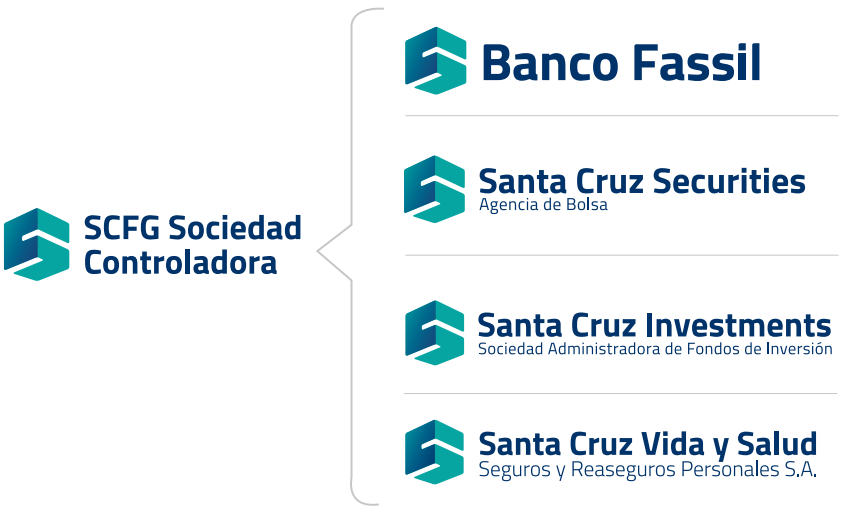 SCFG Sociedad
Controladora
Banco Fassil
Santa Cruz Securities
Agencia de Bolsa
Santa Cruz Investments
Sociedad Administradora de Fondos de Inversión
Santa Cruz Vida y Salud
Seguros y Reaseguros Personales S.A.